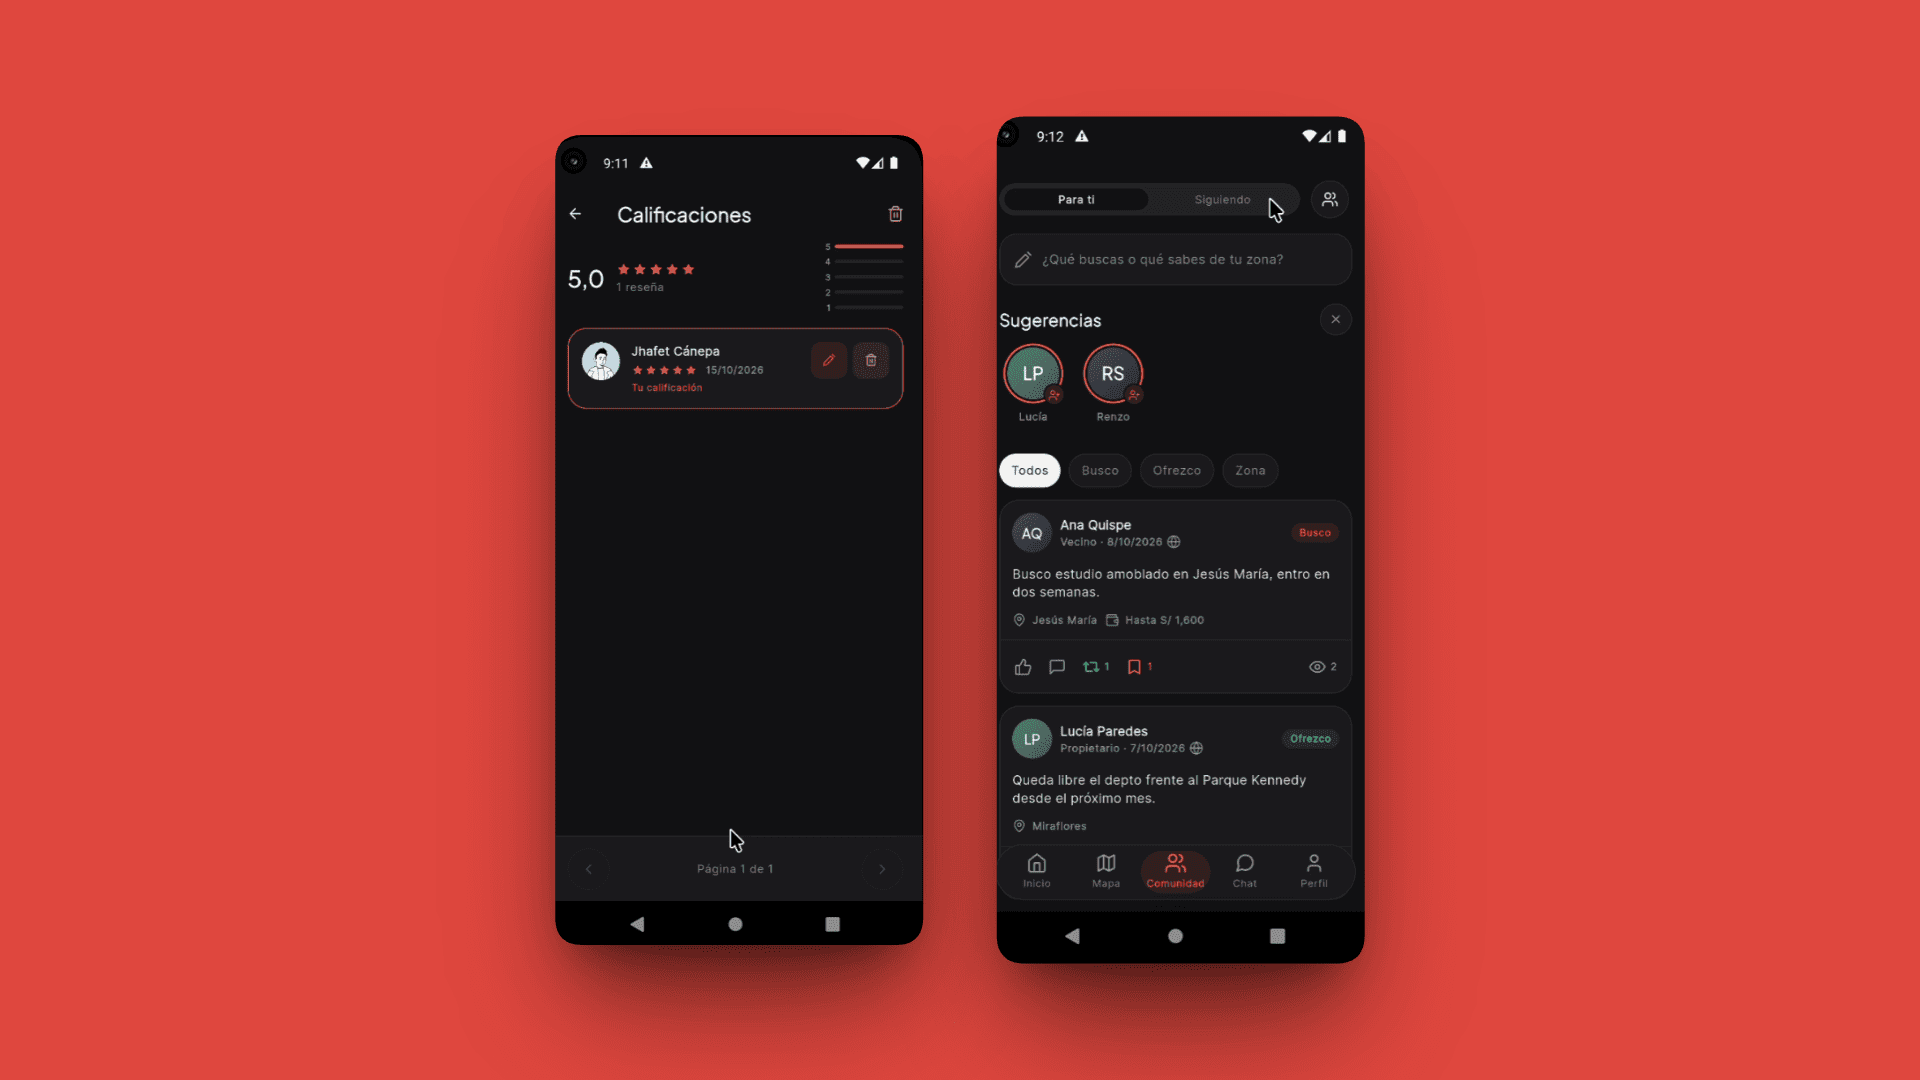 9:11
Calificaciones
5,0
1 reseña
5
4
3
2
1
Jhafet Cánepa
15/10/2026
Tu calificación
Página 1 de 1
9:12
Para ti
Siguiendo
¿Qué buscas o qué sabes de tu zona?
Sugerencias
LP
RS
Lucía
Renzo
Todos
Busco
Ofrezco
Zona
AQ
Ana Quispe
Vecino · 8/10/2026
Busco
Busco estudio amoblado en Jesús María, entro en
dos semanas.
Jesús María
Hasta S/ 1,600
1
1
2
LP
Lucía Paredes
Propietario · 7/10/2026
Ofrezco
Queda libre el depto frente al Parque Kennedy
desde el próximo mes.
Miraflores
Inicio
Mapa
Comunidad
Chat
Perfil